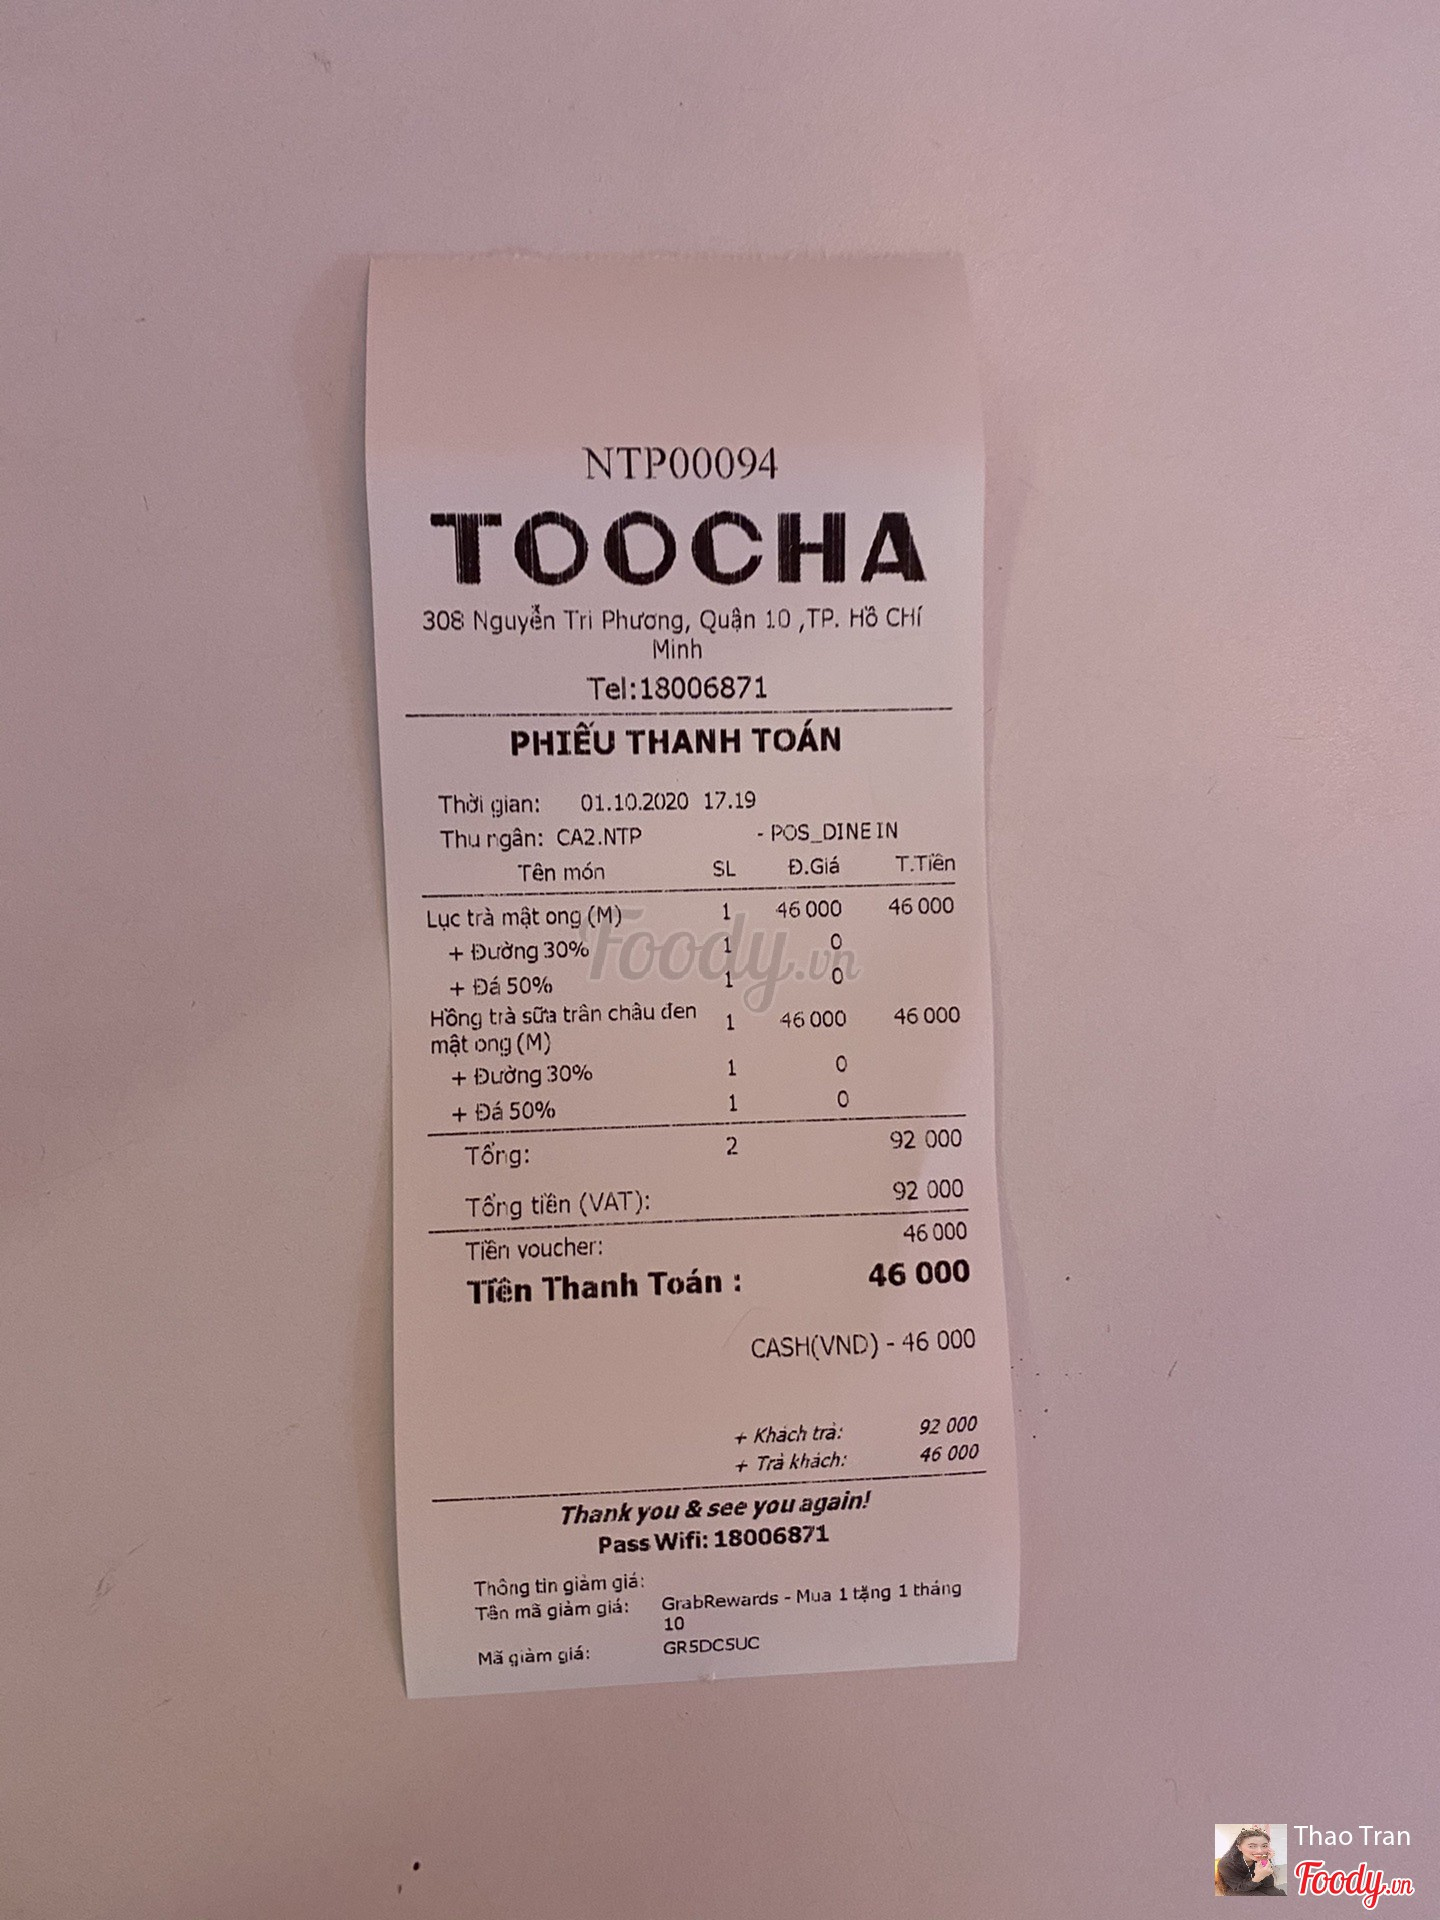 NTP00094
TOOCHA
308 Nguyễn Tri Phương, Quận 10 ,TP. Hồ CHí
Minh
Tel:18006871
PHIẾU THANH TOÁN
Thời gian: 01.10.2020 17.19
Thu ngân: CA2.NTP - POS_DINE IN
Tên món SL Đ.Giá T.Tiền
Lục trà mật ong (M) 1 46 000 46 000
+ Đường 30% 1 0
+ Đá 50% 1 0
Hồng trà sữa trân châu đen
mật ong (M) 1 46 000 46 000
+ Đường 30% 1 0
+ Đá 50% 1 0
Tổng: 2 92 000
Tổng tiền (VAT): 92 000
Tiền voucher: 46 000
Tiền Thanh Toán : 46 000
CASH(VND) - 46 000
+ Khách trả: 92 000
+ Trả khách: 46 000
Thank you & see you again!
Pass Wifi: 18006871
Thông tin giảm giá:
Tên mã giảm giá: GrabRewards - Mua 1 tặng 1 tháng
10
Mã giảm giá: GR5DC5UC
Foody.vn
Thao Tran
Foody.vn